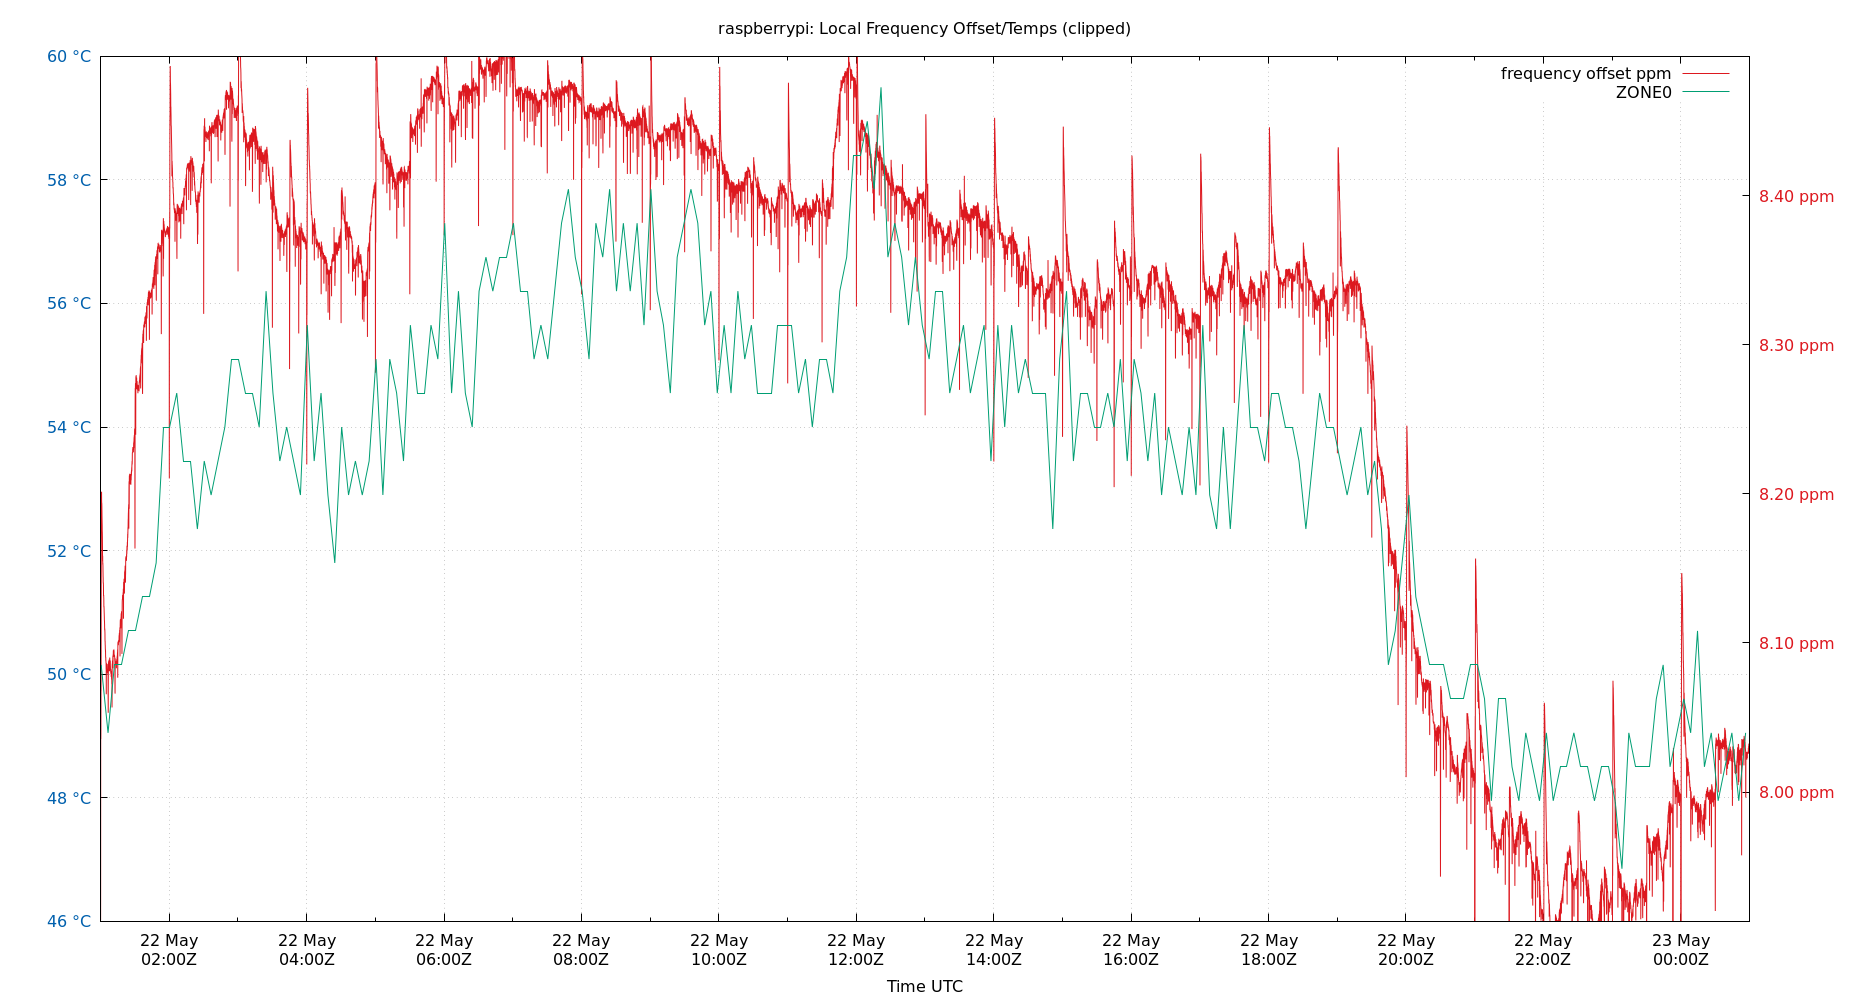 raspberrypi: Local Frequency Offset/Temps (clipped)
frequency offset ppm
ZONE0
60 °C
58 °C
56 °C
54 °C
52 °C
50 °C
48 °C
46 °C
8.40 ppm
8.30 ppm
8.20 ppm
8.10 ppm
8.00 ppm
22 May 22 May 22 May 22 May 22 May 22 May 22 May 22 May 22 May 22 May 22 May 23 May
02:00Z 04:00Z 06:00Z 08:00Z 10:00Z 12:00Z 14:00Z 16:00Z 18:00Z 20:00Z 22:00Z 00:00Z
Time UTC